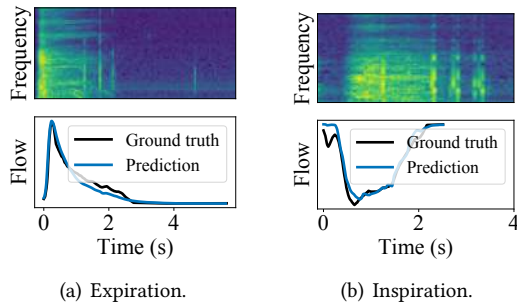 Frequency
Flow
Ground truth
Prediction
0 2 4
Time (s)
(a) Expiration.
Frequency
Flow
Ground truth
Prediction
0 2 4
Time (s)
(b) Inspiration.